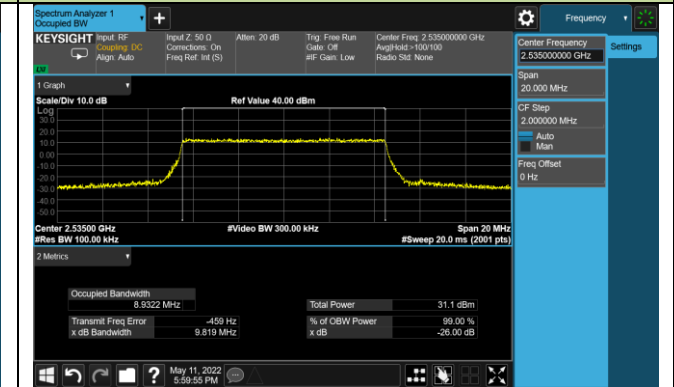 Spectrum Analyzer 1
Occupied BW
+
Frequency
KEYSIGHT
Input: RF
Coupling: DC
Align: Auto
Input Z: 50 Ω
Corrections: On
Freq Ref: Int (S)
Atten: 20 dB
Trig: Free Run
Gate: Off
#IF Gain: Low
Center Freq: 2.535000000 GHz
Avg|Hold:>100/100
Radio Std: None
LM
Center Frequency
2.535000000 GHz
Settings
Span
20.000 MHz
CF Step
2.000000 MHz
Auto
Man
Freq Offset
0 Hz
1 Graph
Scale/Div 10.0 dB
Ref Value 40.00 dBm
Log
30.0
20.0
10.0
0.00
-10.0
-20.0
-30.0
-40.0
-50.0
Center 2.53500 GHz
#Video BW 300.00 kHz
Span 20 MHz
#Res BW 100.00 kHz
#Sweep 20.0 ms (2001 pts)
2 Metrics
Occupied Bandwidth
8.9322 MHz
Total Power
31.1 dBm
Transmit Freq Error
-459 Hz
% of OBW Power
99.00 %
x dB Bandwidth
9.819 MHz
x dB
-26.00 dB
?
May 11, 2022
5:59:55 PM